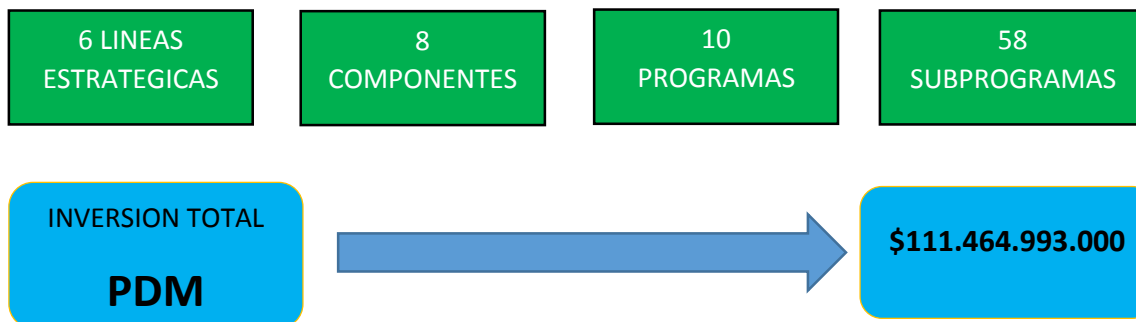 6 LINEAS
ESTRATEGICAS
8
COMPONENTES
10
PROGRAMAS
58
SUBPROGRAMAS
INVERSION TOTAL
PDM
$111.464.993.000